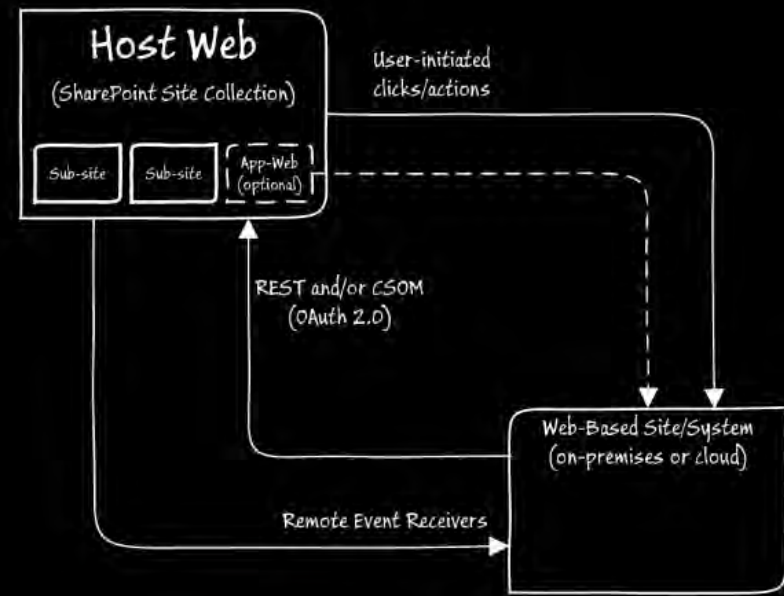 Host Web
(SharePoint Site Collection)
User-initiated
clicks/actions
Sub-site
Sub-site
App-Web
(optional)
REST and/or CSOM
(OAuth 2.0)
Web-Based Site/System
(on-premises or cloud)
Remote Event Receivers